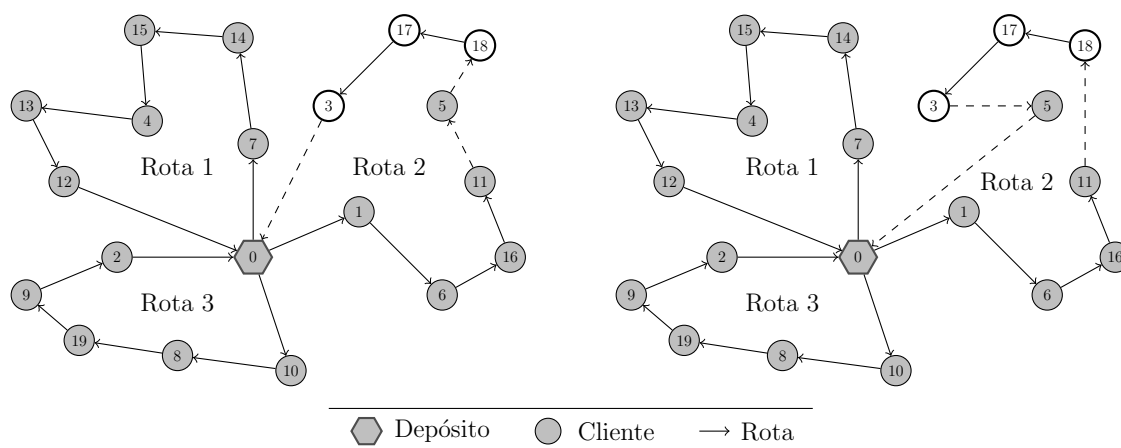 15 14 17 18
13 4 3 5
7
Rota 1 Rota 2
12 11
1
2 0 16
9 Rota 3 6
19 8 10
15 14 17 18
13 4 3 5
7
Rota 1
12 Rota 2 11
1
2 0 16
9 Rota 3 6
19 8 10
Depósito Cliente Rota